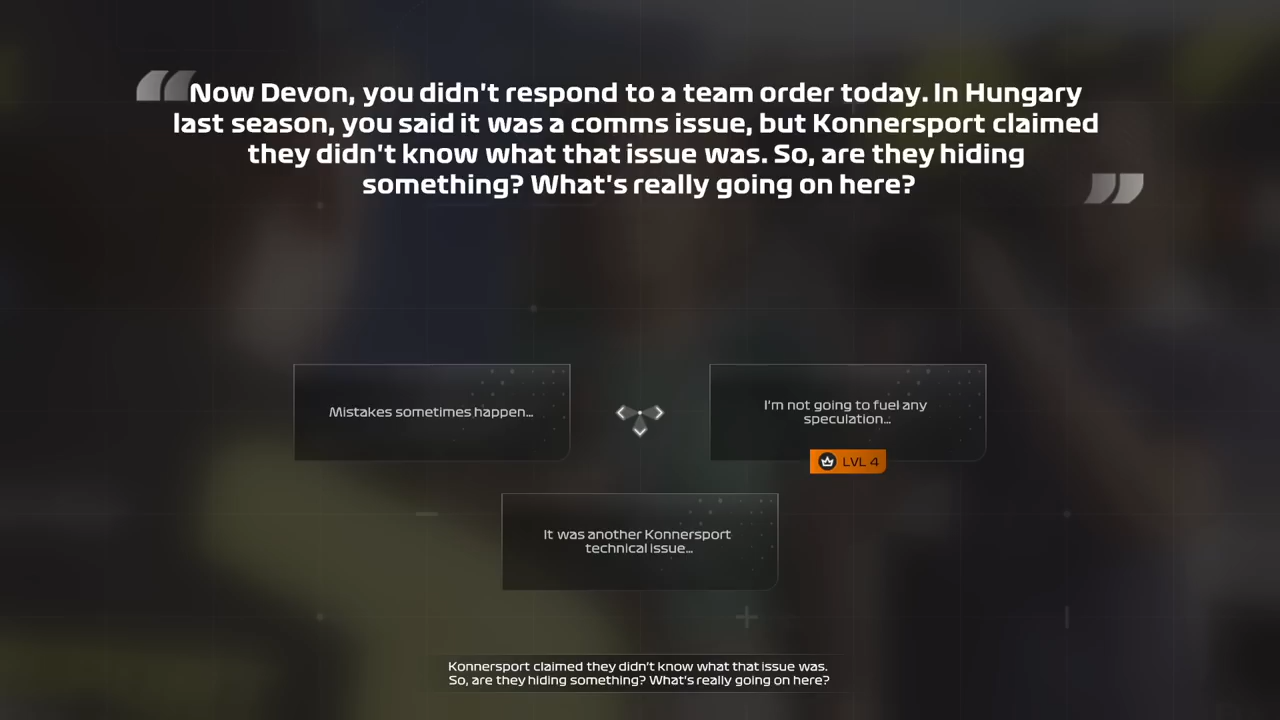 Now Devon, you didn't respond to a team order today. In Hungary
last season, you said it was a comms issue, but Konnersport claimed
they didn't know what that issue was. So, are they hiding
something? What's really going on here?
Mistakes sometimes happen...
I'm not going to fuel any
speculation...
LVL 4
It was another Konnersport
technical issue...
Konnersport claimed they didn't know what that issue was.
So, are they hiding something? What's really going on here?